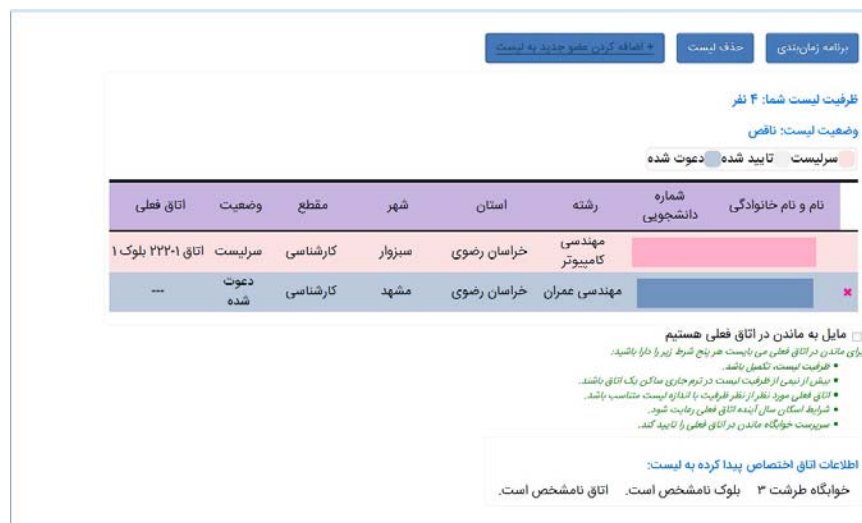 برنامه زمان‌بندی حذف لیست + اضافه کردن عضو جدید به لیست
ظرفیت لیست شما: ۴ نفر
وضعیت لیست: ناقص
سرلیست تایید شده دعوت شده
نام و نام خانوادگی شماره دانشجویی رشته استان شهر مقطع وضعیت اتاق فعلی
مهندسی کامپیوتر خراسان رضوی سبزوار کارشناسی سرلیست اتاق ۱-۲۲۲ بلوک ۱
مهندسی عمران خراسان رضوی مشهد کارشناسی دعوت شده ---
مایل به ماندن در اتاق فعلی هستیم
برای ماندن در اتاق فعلی می بایست هر پنج شرط زیر را دارا باشید:
ظرفیت لیست، تکمیل باشد.
بیش از نیمی از ظرفیت لیست در ترم جاری ساکن یک اتاق باشند.
اتاق فعلی مورد نظر از نظر ظرفیت با اندازه لیست متناسب باشد.
شرایط اسکان سال آینده اتاق فعلی رعایت شود.
سرپرست خوابگاه ماندن در اتاق فعلی را تایید کند.
اطلاعات اتاق اختصاص پیدا کرده به لیست:
خوابگاه طرشت ۳ بلوک نامشخص است. اتاق نامشخص است.